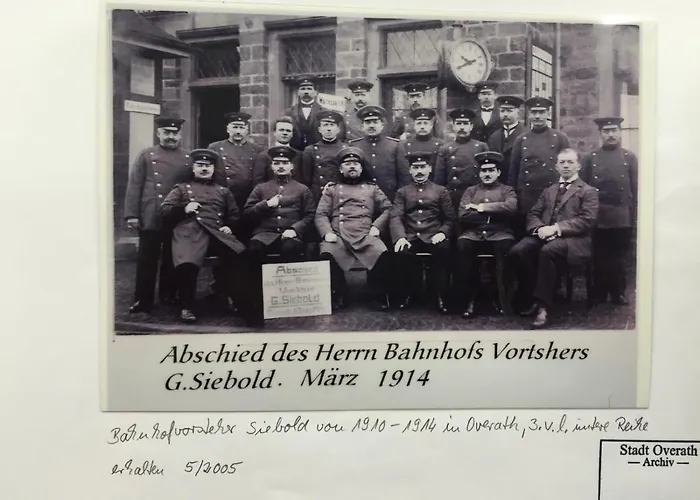 Abschied
G. Siebold
Abschied des Herrn Bahnhofs Vortshers
G.Siebold. März 1914
Bahnhofvorsteher Siebold von 1910-1914 in Overath, 3.v.l. untere Reihe
erhalten 5/2005
Stadt Overath
— Archiv —